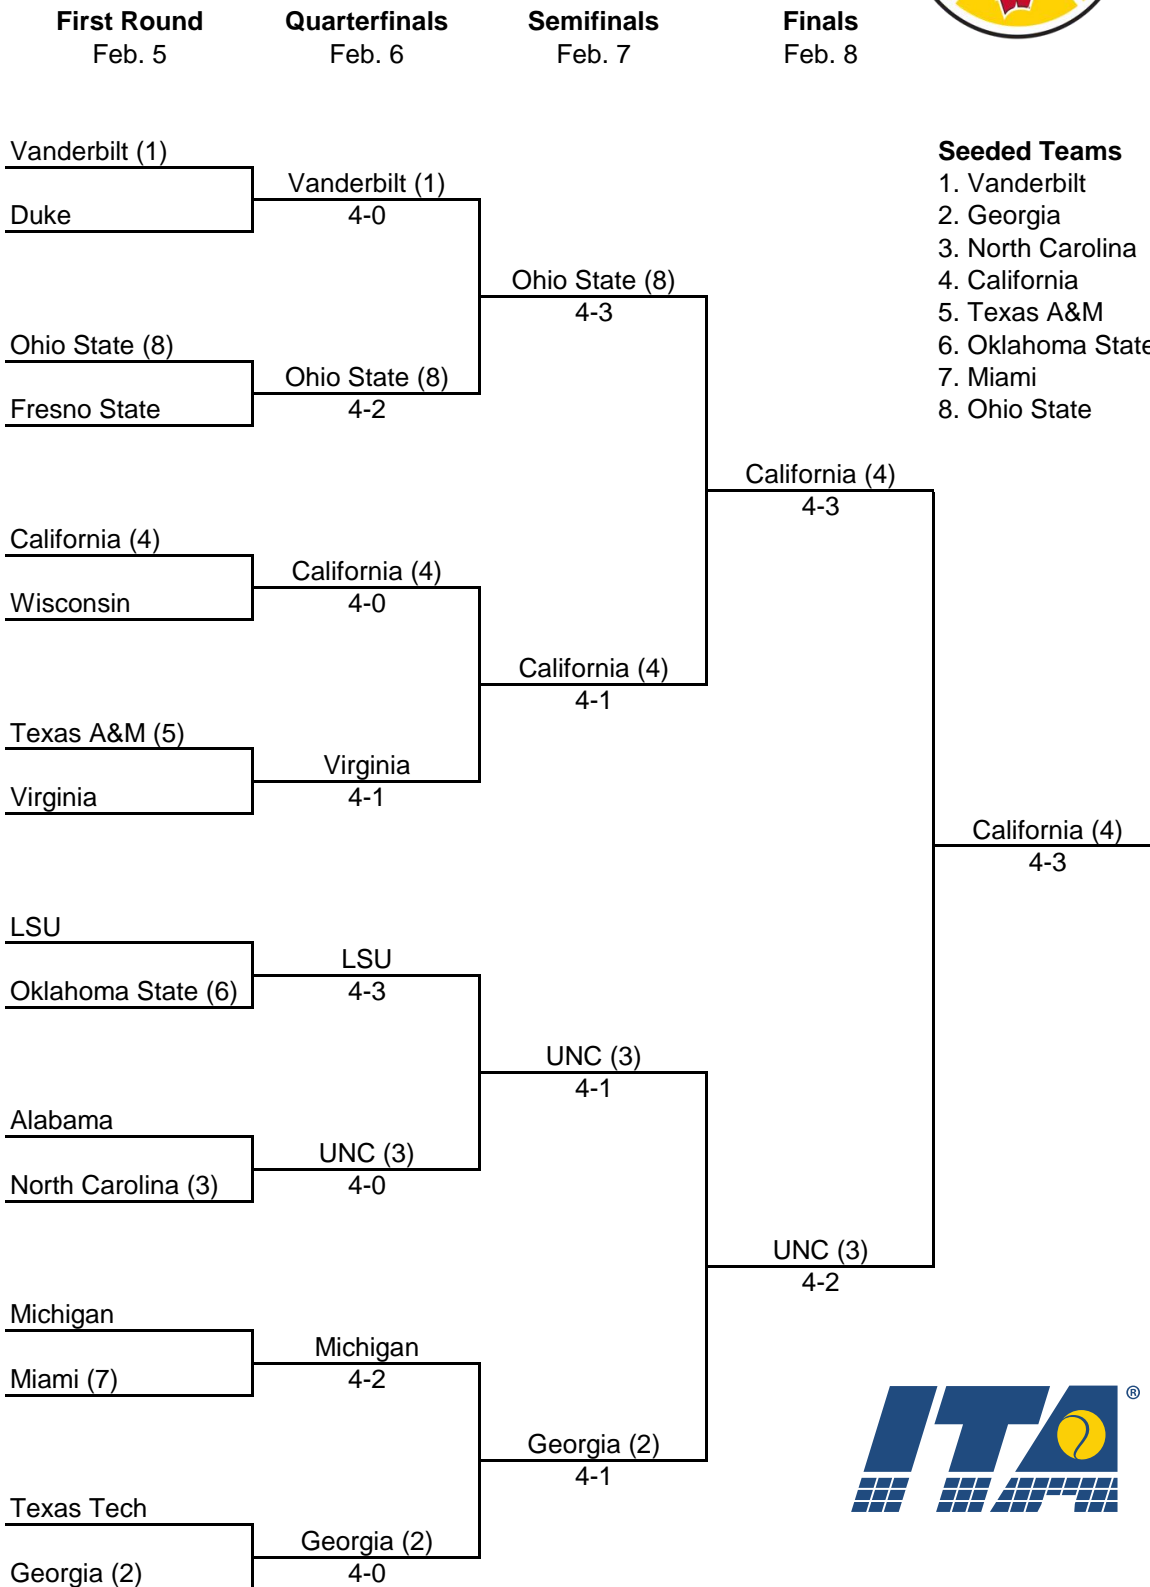 First Round Quarterfinals Semifinals Finals
Feb. 5 Feb. 6 Feb. 7 Feb. 8
Seeded Teams
1. Vanderbilt
2. Georgia
3. North Carolina
4. California
5. Texas A&M
6. Oklahoma State
7. Miami
8. Ohio State
Vanderbilt (1)
Duke
Ohio State (8)
Fresno State
California (4)
Wisconsin
Texas A&M (5)
Virginia
LSU
Oklahoma State (6)
Alabama
North Carolina (3)
Michigan
Miami (7)
Texas Tech
Georgia (2)
Vanderbilt (1)
4-0
Ohio State (8)
4-2
California (4)
4-0
Virginia
4-1
LSU
4-3
UNC (3)
4-0
Michigan
4-2
Georgia (2)
4-0
Ohio State (8)
4-3
California (4)
4-1
UNC (3)
4-1
Georgia (2)
4-1
California (4)
4-3
UNC (3)
4-2
California (4)
4-3
ITA®